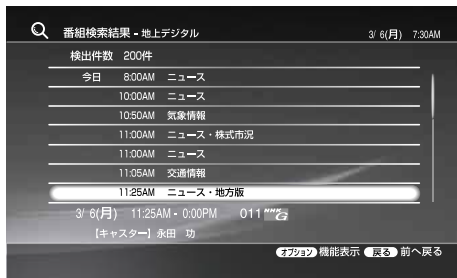 番組検索結果 - 地上デジタル 3/ 6(月) 7:30AM
検出件数 200件
今日 8:00AM ニュース
10:00AM ニュース
10:50AM 気象情報
11:00AM ニュース・株式市況
11:00AM ニュース
11:05AM 交通情報
11:25AM ニュース・地方版
3/ 6(月) 11:25AM - 0:00PM 011 NHK G
【キャスター】永田 功
オプション 機能表示 戻る 前へ戻る